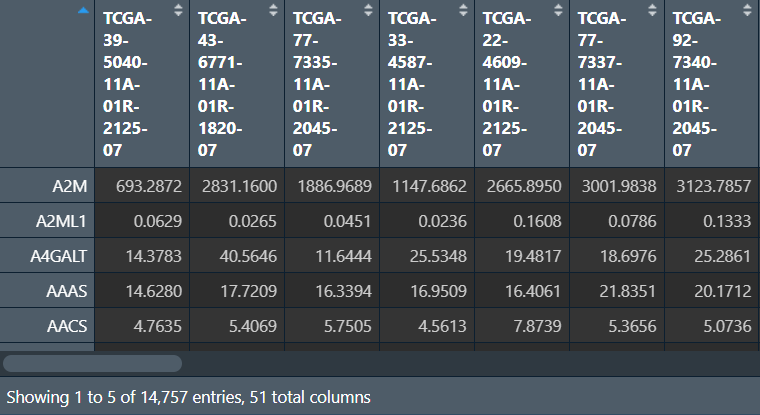 TCGA-39-5040-11A-01R-2125-07 TCGA-43-6771-11A-01R-1820-07 TCGA-77-7335-11A-01R-2045-07 TCGA-33-4587-11A-01R-2125-07 TCGA-22-4609-11A-01R-2125-07 TCGA-77-7337-11A-01R-2045-07 TCGA-92-7340-11A-01R-2045-07
A2M 693.2872 2831.1600 1886.9689 1147.6862 2665.8950 3001.9838 3123.7857
A2ML1 0.0629 0.0265 0.0451 0.0236 0.1608 0.0786 0.1333
A4GALT 14.3783 40.5646 11.6444 25.5348 19.4817 18.6976 25.2861
AAAS 14.6280 17.7209 16.3394 16.9509 16.4061 21.8351 20.1712
AACS 4.7635 5.4069 5.7505 4.5613 7.8739 5.3656 5.0736
Showing 1 to 5 of 14,757 entries, 51 total columns